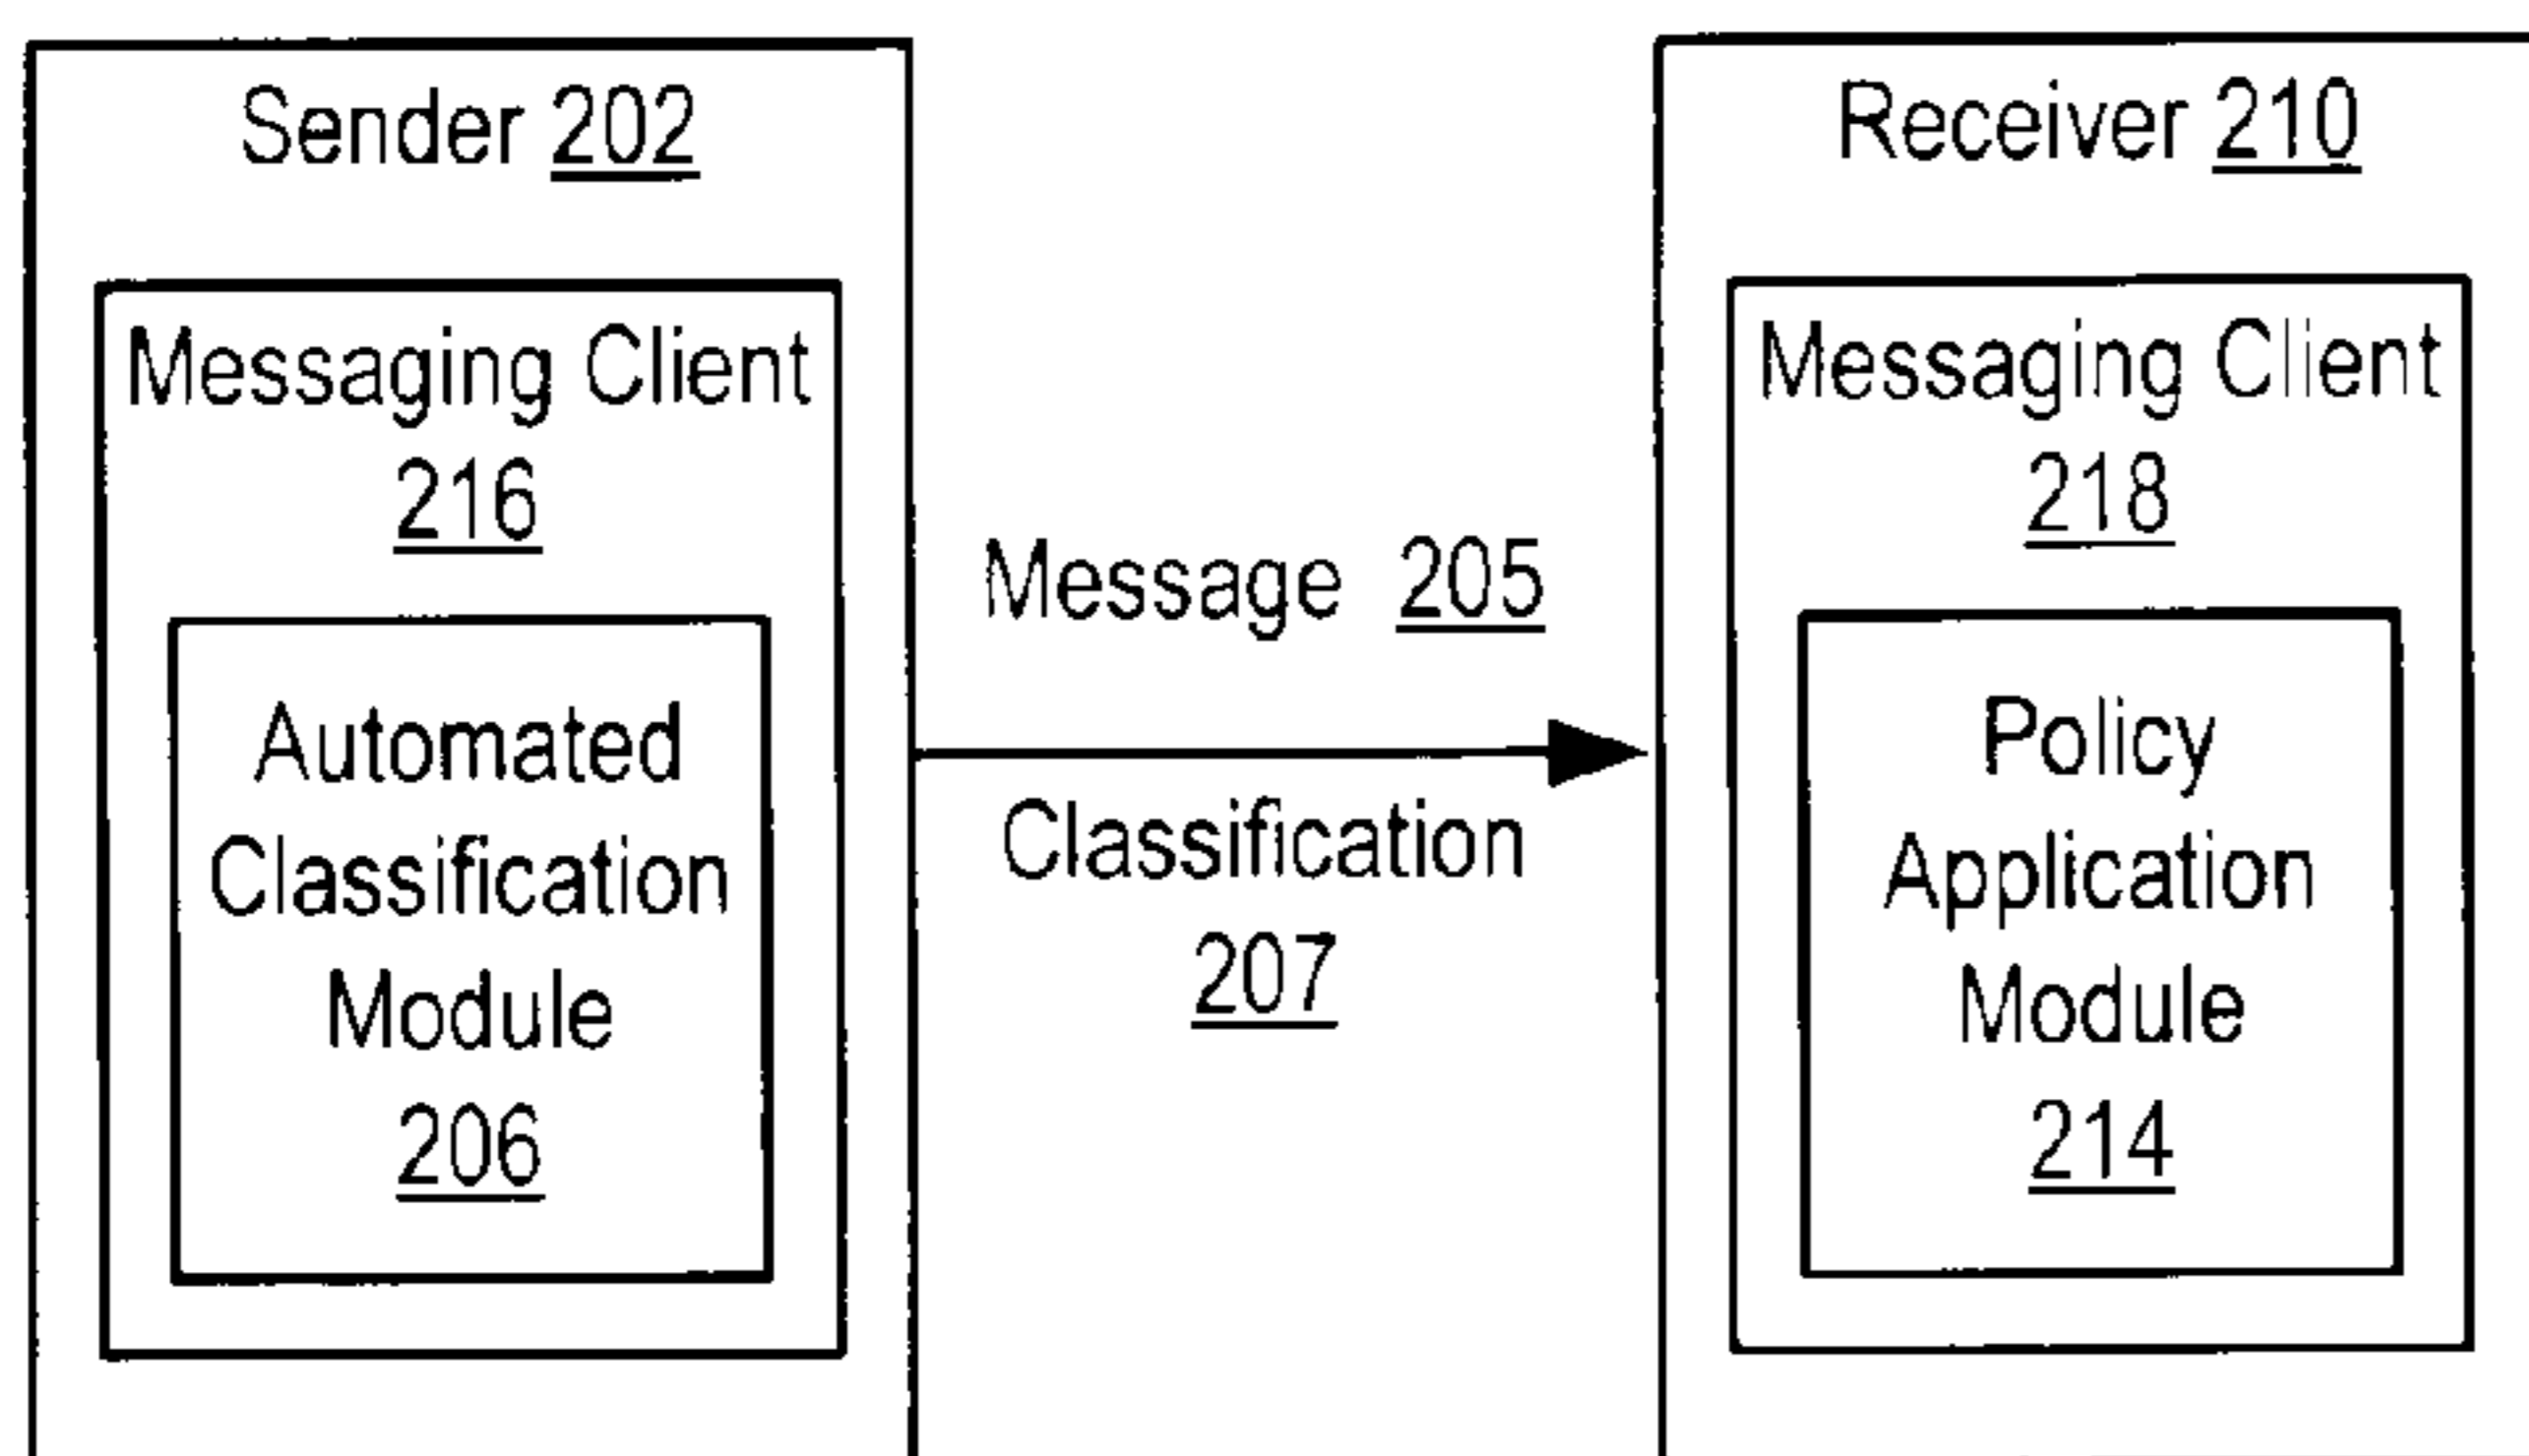 Sender 202
Messaging Client
216
Automated
Classification
Module
206
Message 205
Classification
207
Receiver 210
Messaging Client
218
Policy
Application
Module
214